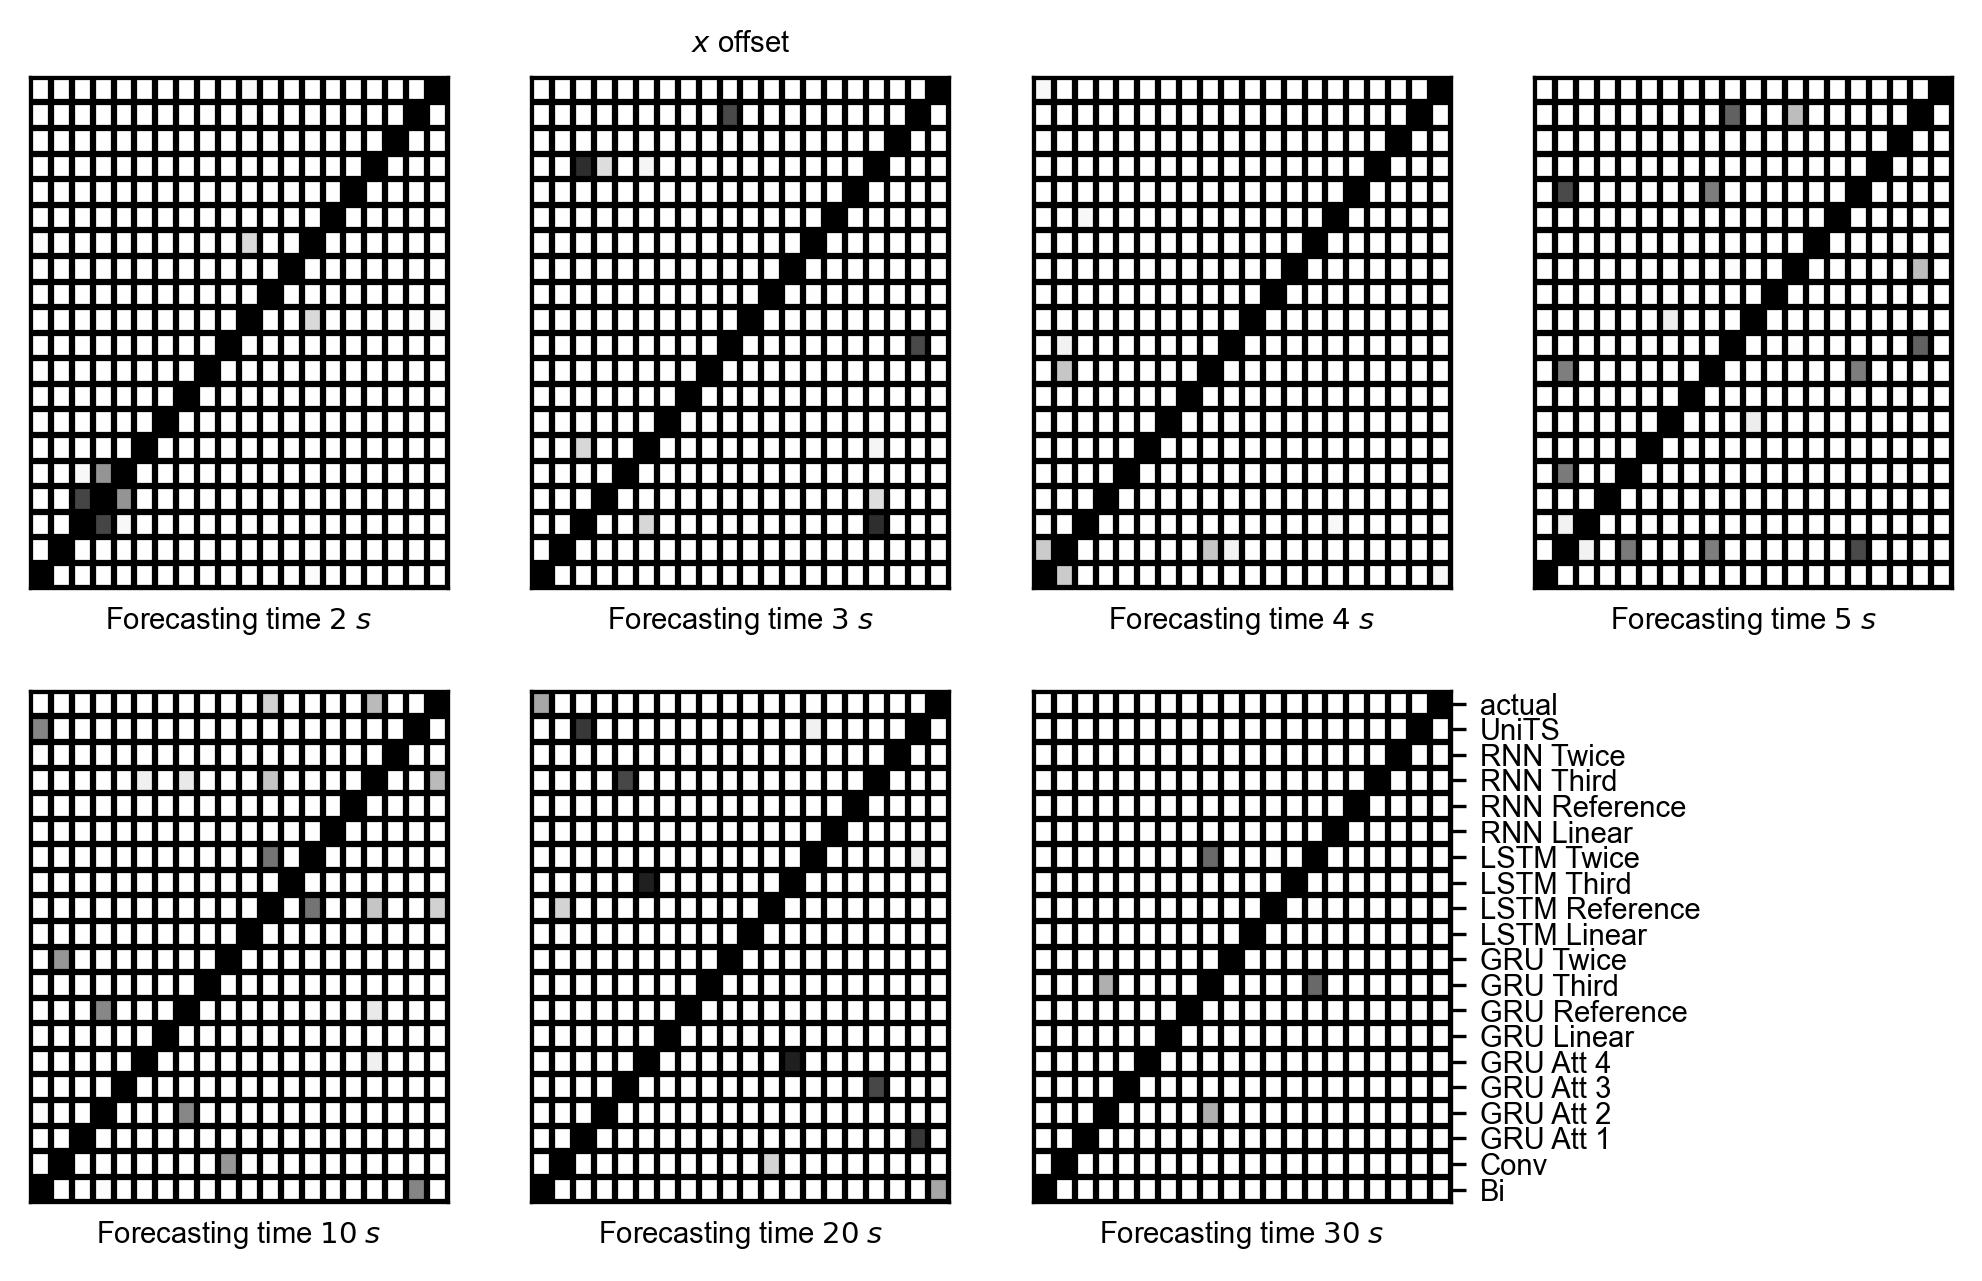 x offset
Forecasting time 2 s
Forecasting time 3 s
Forecasting time 4 s
Forecasting time 5 s
actual
UniTS
RNN Twice
RNN Third
RNN Reference
RNN Linear
LSTM Twice
LSTM Third
LSTM Reference
LSTM Linear
GRU Twice
GRU Third
GRU Reference
GRU Linear
GRU Att 4
GRU Att 3
GRU Att 2
GRU Att 1
Conv
Bi
Forecasting time 10 s
Forecasting time 20 s
Forecasting time 30 s